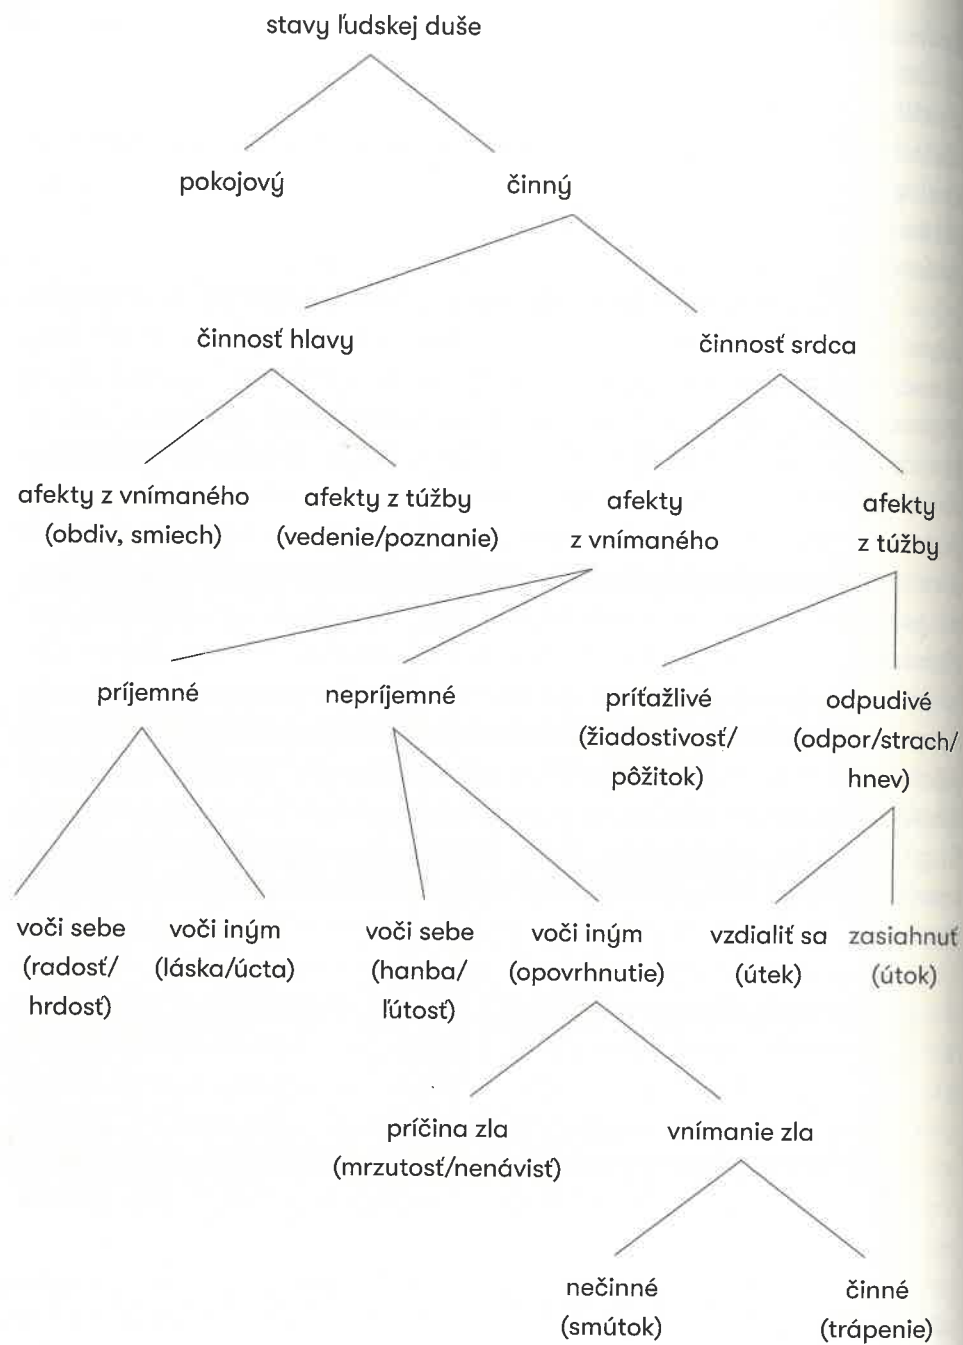 stavy ľudskej duše
pokojový
činný
činnosť hlavy
činnosť srdca
afekty z vnímaného
(obdiv, smiech)
afekty z túžby
(vedenie/poznanie)
afekty
z vnímaného
afekty
z túžby
príjemné
nepríjemné
príťažlivé
(žiadostivosť/
pôžitok)
odpudivé
(odpor/strach/
hnev)
voči sebe
(radosť/
hrdosť)
voči iným
(láska/úcta)
voči sebe
(hanba/
ľútosť)
voči iným
(opovrhnutie)
vzdialiť sa
(útek)
zasiahnuť
(útok)
príčina zla
(mrzutosť/nenávisť)
vnímanie zla
nečinné
(smútok)
činné
(trápenie)